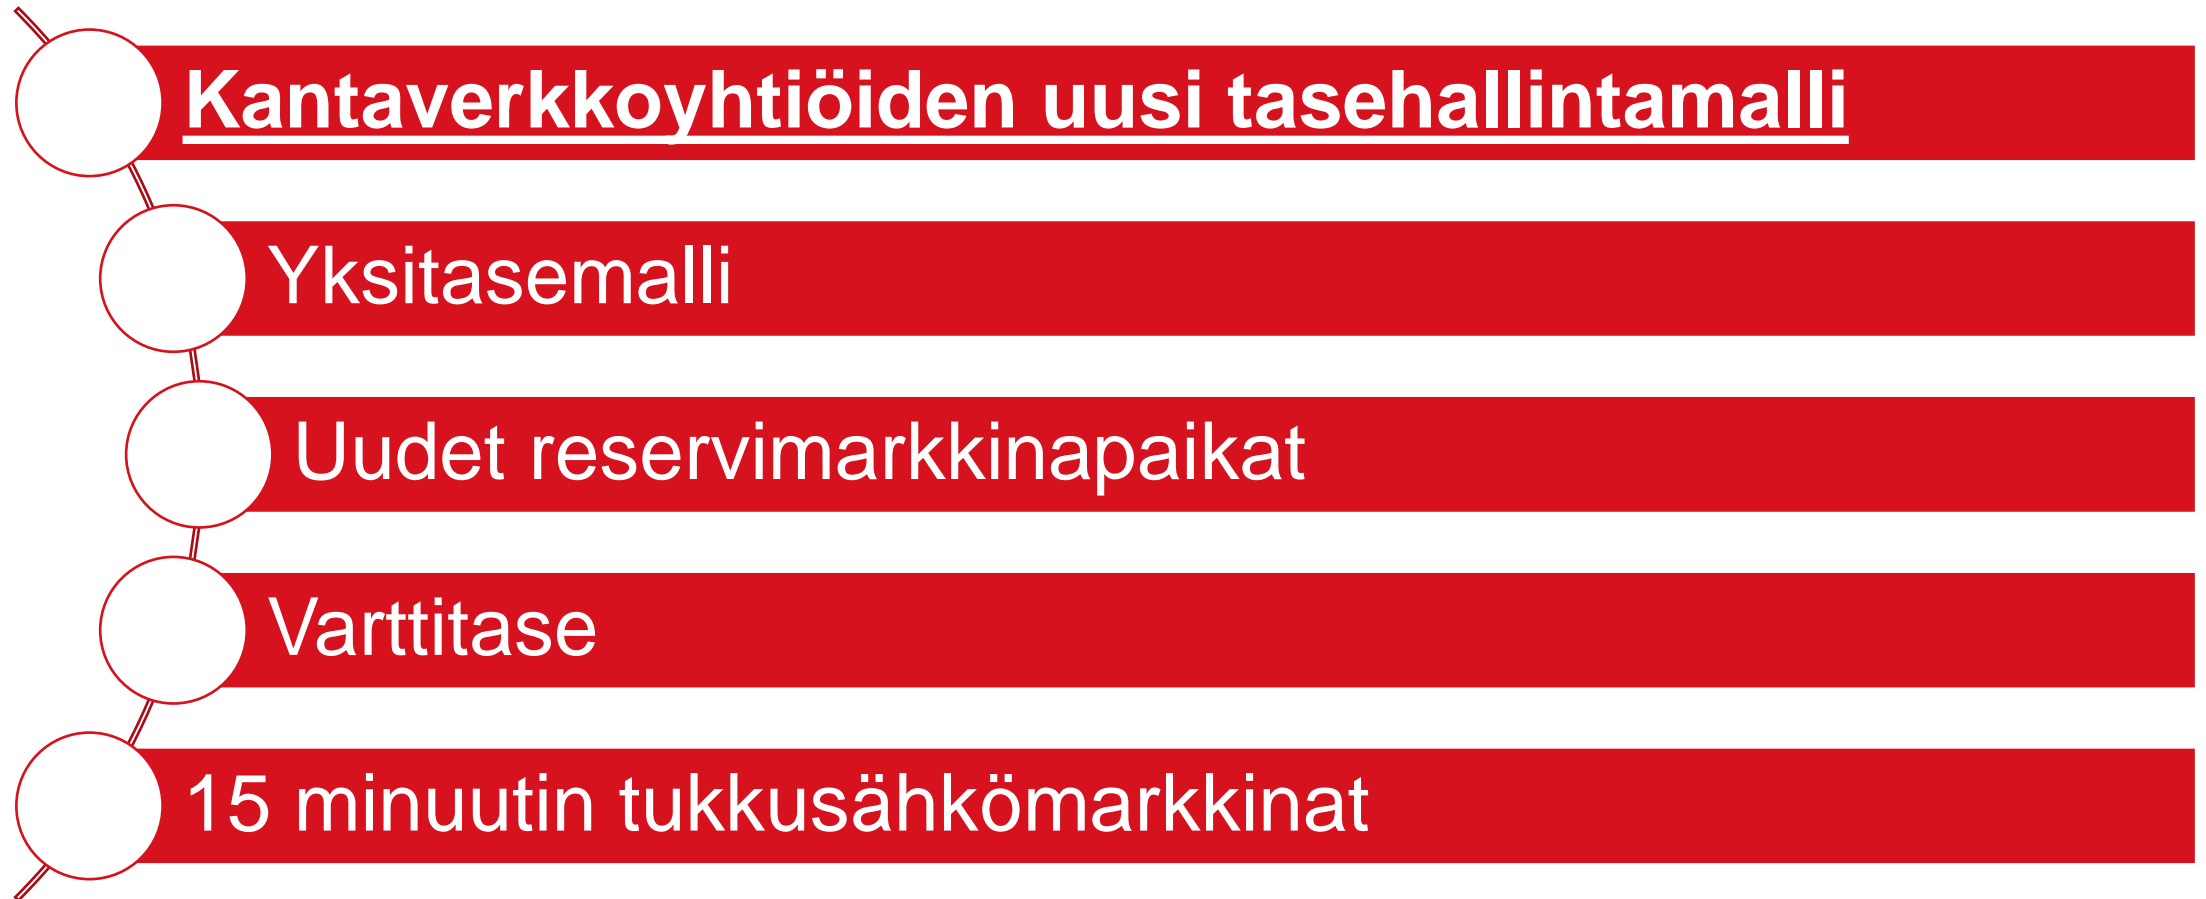 Kantaverkkoyhtiöiden uusi tasehallintamalli
Yksitasemalli
Uudet reservimarkkinapaikat
Varttitase
15 minuutin tukkusähkömarkkinat